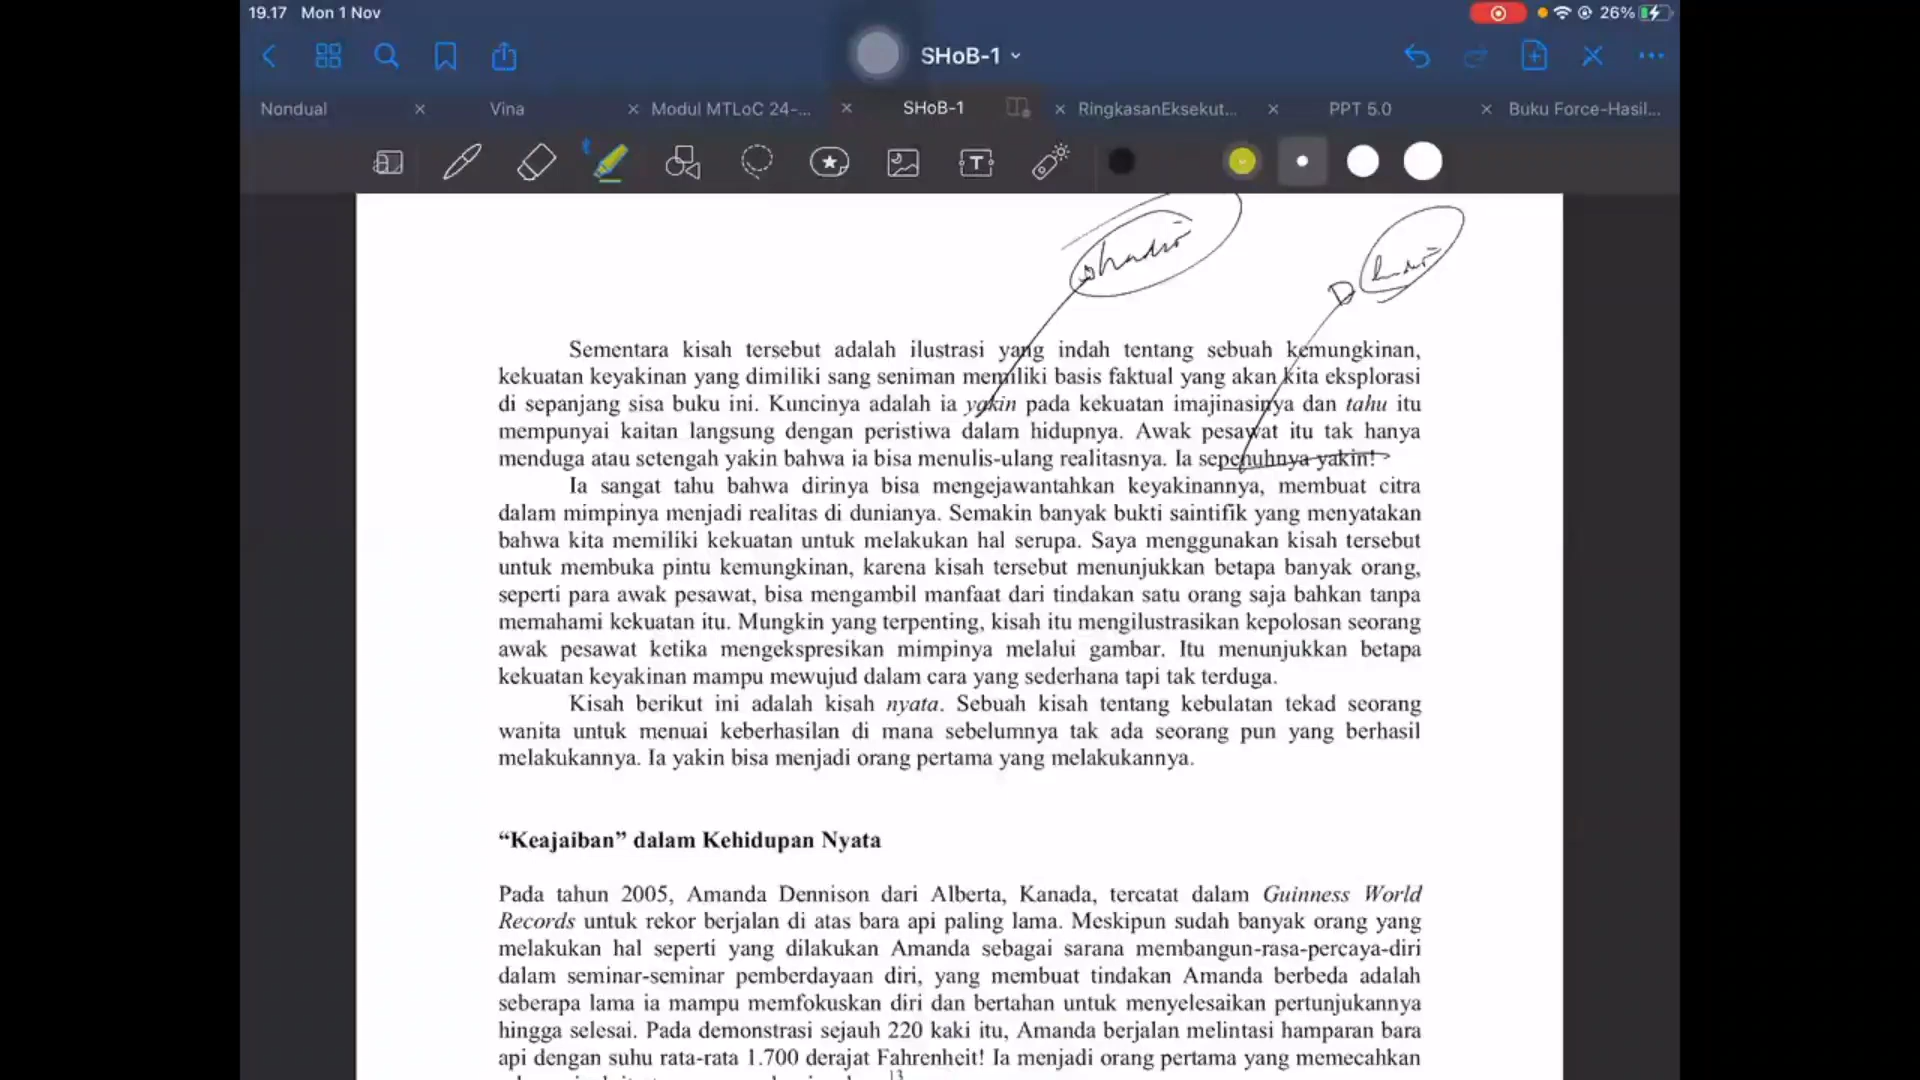 19.17 Mon 1 Nov
26%
SHoB-1
Nondual
Vina
Modul MTLoC 24-...
SHoB-1
RingkasanEksekut...
PPT 5.0
Buku Force-Hasil...
Sementara kisah tersebut adalah ilustrasi yang indah tentang sebuah kemungkinan,
kekuatan keyakinan yang dimiliki sang seniman memiliki basis faktual yang akan kita eksplorasi
di sepanjang sisa buku ini. Kuncinya adalah ia yakin pada kekuatan imajinasinya dan tahu itu
mempunyai kaitan langsung dengan peristiwa dalam hidupnya. Awak pesawat itu tak hanya
menduga atau setengah yakin bahwa ia bisa menulis-ulang realitasnya. Ia sepenuhnya yakin!
Ia sangat tahu bahwa dirinya bisa mengejawantahkan keyakinannya, membuat citra
dalam mimpinya menjadi realitas di dunianya. Semakin banyak bukti saintifik yang menyatakan
bahwa kita memiliki kekuatan untuk melakukan hal serupa. Saya menggunakan kisah tersebut
untuk membuka pintu kemungkinan, karena kisah tersebut menunjukkan betapa banyak orang,
seperti para awak pesawat, bisa mengambil manfaat dari tindakan satu orang saja bahkan tanpa
memahami kekuatan itu. Mungkin yang terpenting, kisah itu mengilustrasikan kepolosan seorang
awak pesawat ketika mengekspresikan mimpinya melalui gambar. Itu menunjukkan betapa
kekuatan keyakinan mampu mewujud dalam cara yang sederhana tapi tak terduga.
Kisah berikut ini adalah kisah nyata. Sebuah kisah tentang kebulatan tekad seorang
wanita untuk menuai keberhasilan di mana sebelumnya tak ada seorang pun yang berhasil
melakukannya. Ia yakin bisa menjadi orang pertama yang melakukannya.
“Keajaiban” dalam Kehidupan Nyata
Pada tahun 2005, Amanda Dennison dari Alberta, Kanada, tercatat dalam Guinness World
Records untuk rekor berjalan di atas bara api paling lama. Meskipun sudah banyak orang yang
melakukan hal seperti yang dilakukan Amanda sebagai sarana membangun-rasa-percaya-diri
dalam seminar-seminar pemberdayaan diri, yang membuat tindakan Amanda berbeda adalah
seberapa lama ia mampu memfokuskan diri dan bertahan untuk menyelesaikan pertunjukannya
hingga selesai. Pada demonstrasi sejauh 220 kaki itu, Amanda berjalan melintasi hamparan bara
api dengan suhu rata-rata 1.700 derajat Fahrenheit! Ia menjadi orang pertama yang memecahkan
13